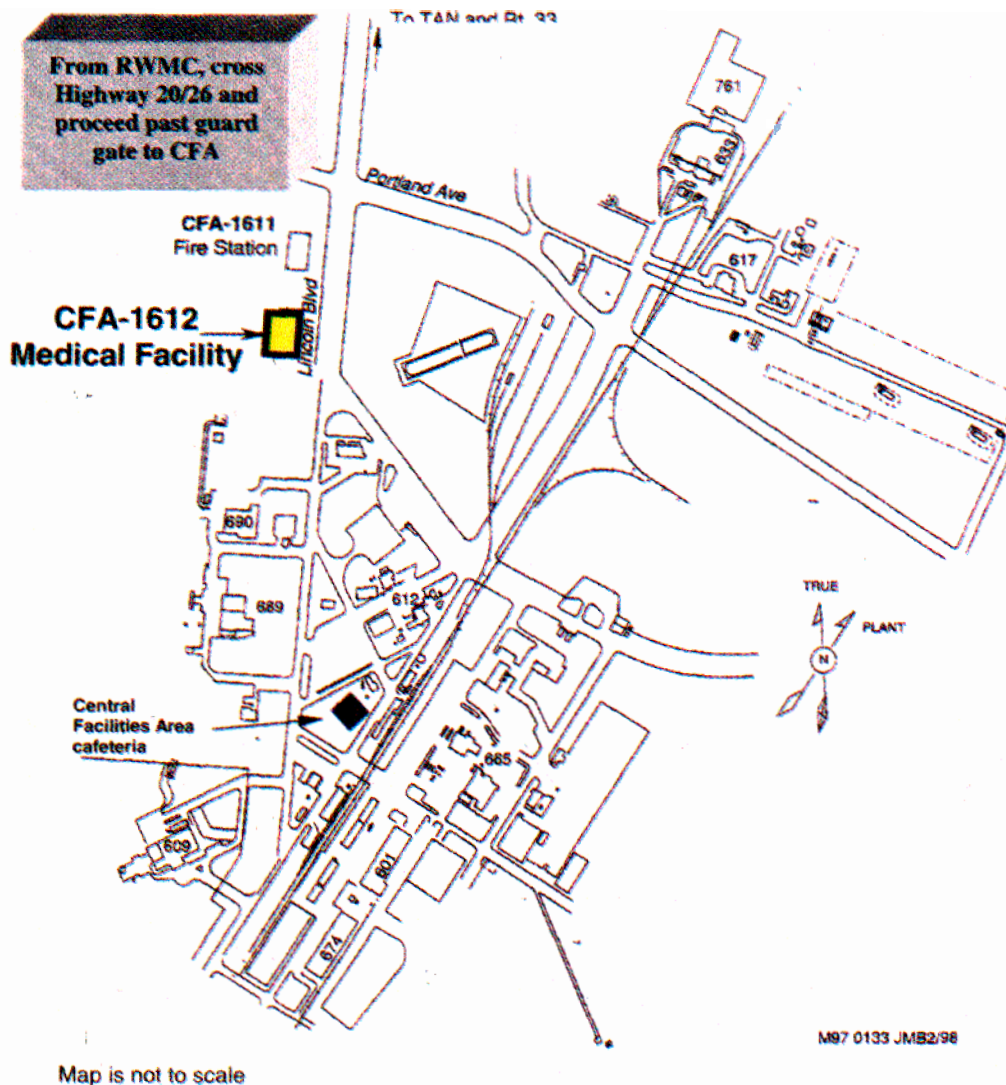 To TAN and Rt. 33
From RWMC, cross
Highway 20/26 and
proceed past guard
gate to CFA
761
633
Portland Ave
CFA-1611
Fire Station
617
CFA-1612
Medical Facility
Lincoln Blvd
690
689
612
TRUE
PLANT
N
Central
Facilities Area
cafeteria
665
609
601
674
M97 0133 JMB2/98
Map is not to scale